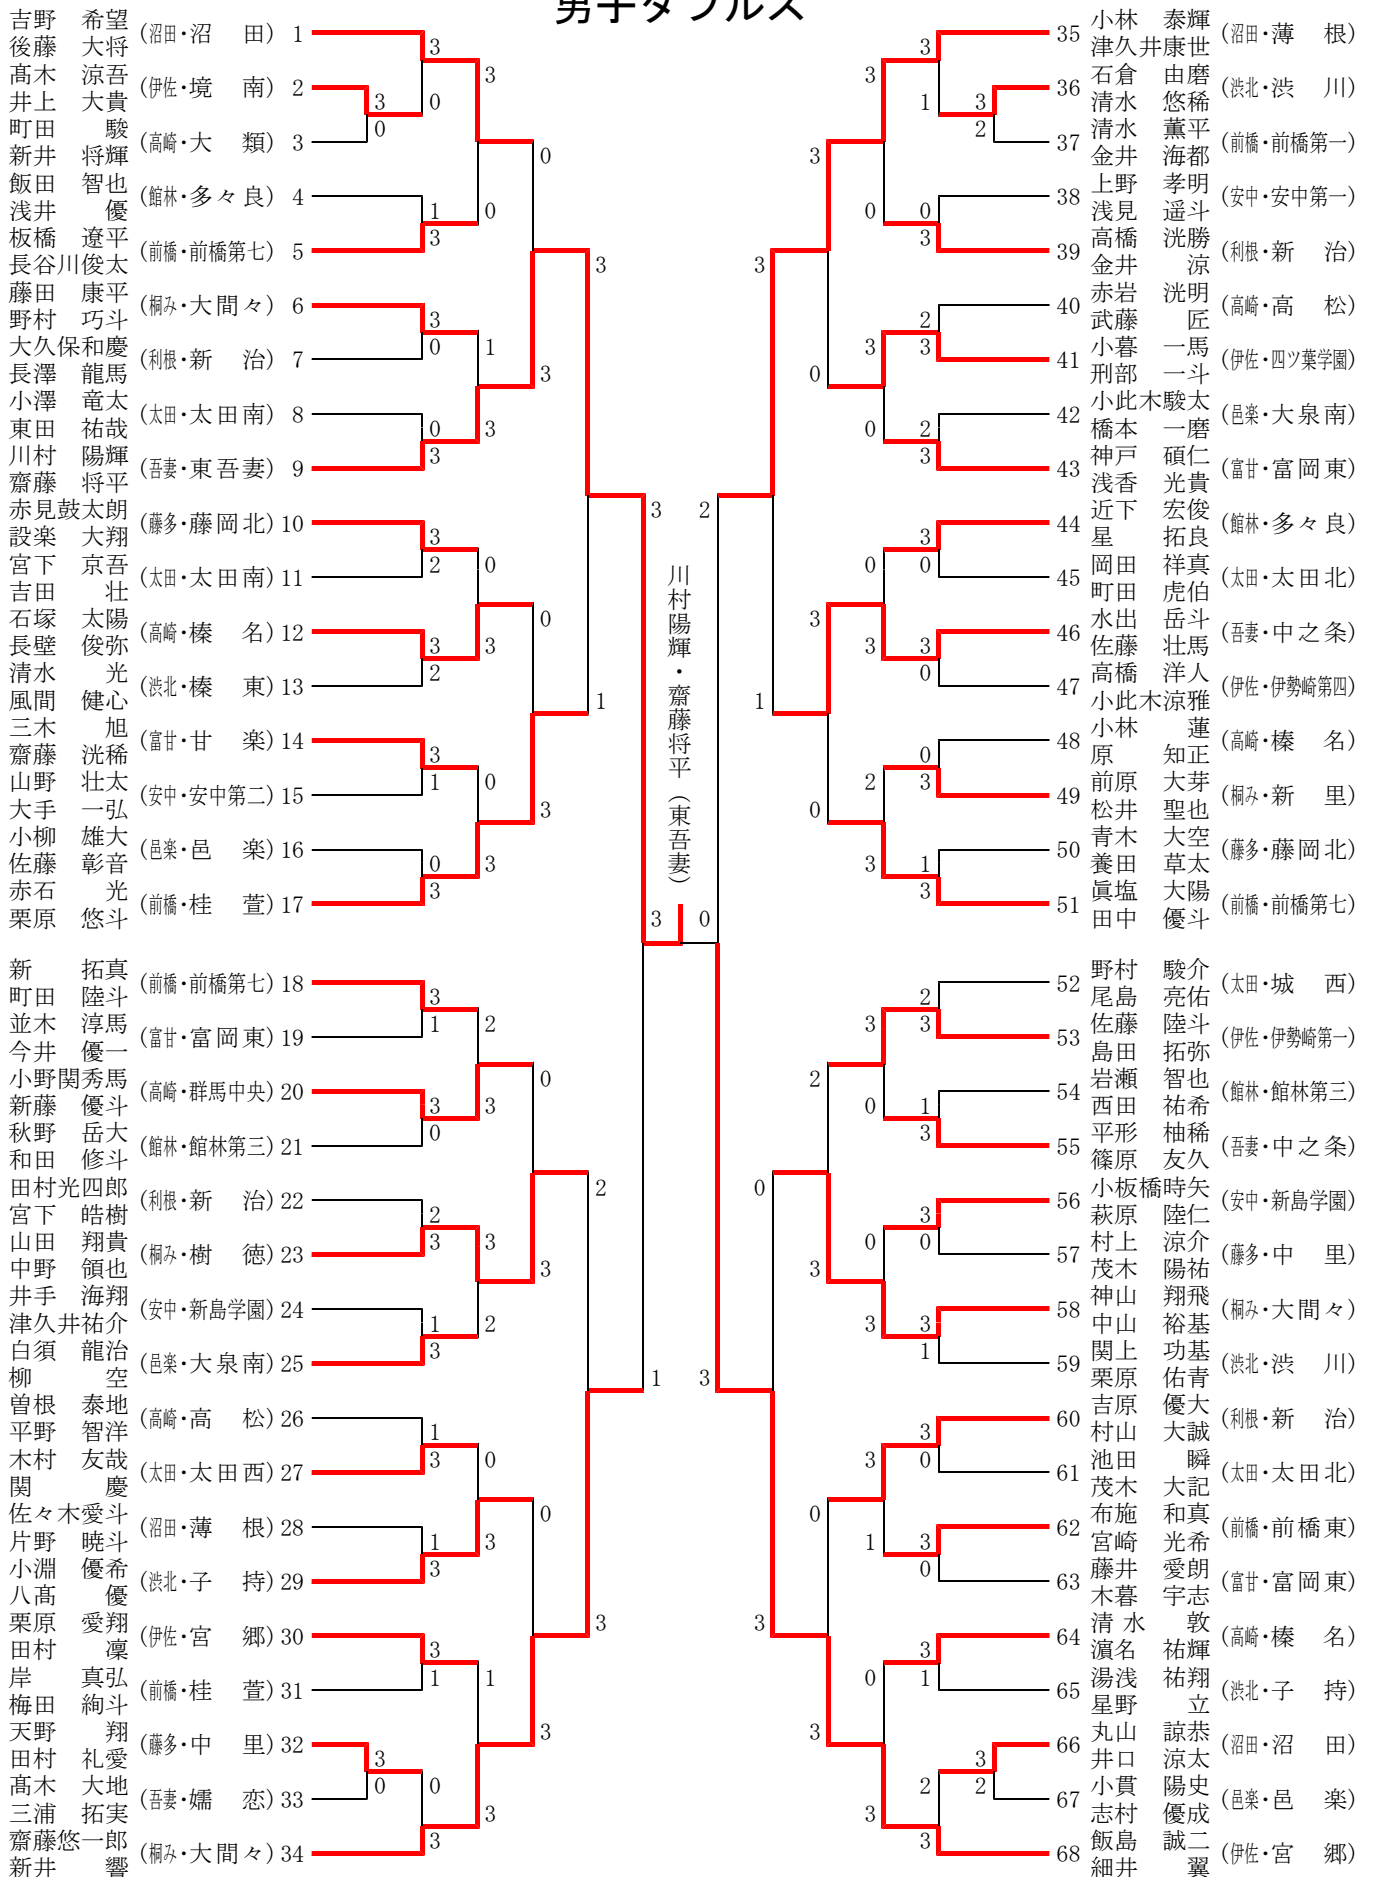 男子ダブルス
吉野　希望
後藤　大将 (沼田・沼　田) 1
髙木　涼吾
井上　大貴 (伊佐・境　南) 2
町田　　駿
新井　将輝 (高崎・大　類) 3
飯田　智也
浅井　　優 (館林・多々良) 4
板橋　遼平
長谷川俊太 (前橋・前橋第七) 5
藤田　康平
野村　巧斗 (桐み・大間々) 6
大久保和慶
長澤　龍馬 (利根・新　治) 7
小澤　竜太
東田　祐哉 (太田・太田南) 8
川村　陽輝
齋藤　将平 (吾妻・東吾妻) 9
赤見鼓太朗
設楽　大翔 (藤多・藤岡北) 10
宮下　京吾
吉田　　壮 (太田・太田南) 11
石塚　太陽
長壁　俊弥 (高崎・榛　名) 12
清水　　光
風間　健心 (渋北・榛　東) 13
三木　　旭
齋藤　洸稀 (富甘・甘　楽) 14
山野　壮太
大手　一弘 (安中・安中第二) 15
小柳　雄大
佐藤　彰音 (邑楽・邑　楽) 16
赤石　　光
栗原　悠斗 (前橋・桂　萱) 17
新　　拓真
町田　陸斗 (前橋・前橋第七) 18
並木　淳馬
今井　優一 (富甘・富岡東) 19
小野関秀馬
新藤　優斗 (高崎・群馬中央) 20
秋野　岳大
和田　修斗 (館林・館林第三) 21
田村光四郎
宮下　皓樹 (利根・新　治) 22
山田　翔貴
中野　領也 (桐み・樹　徳) 23
井手　海翔
津久井祐介 (安中・新島学園) 24
白須　龍治
柳　　　空 (邑楽・大泉南) 25
曽根　泰地
平野　智洋 (高崎・高　松) 26
木村　友哉
関　　　慶 (太田・太田西) 27
佐々木愛斗
片野　暁斗 (沼田・薄　根) 28
小淵　優希
八髙　　優 (渋北・子　持) 29
栗原　愛翔
田村　　凜 (伊佐・宮　郷) 30
岸　　真弘
梅田　絢斗 (前橋・桂　萱) 31
天野　　翔
田村　礼愛 (藤多・中　里) 32
髙木　大地
三浦　拓実 (吾妻・嬬　恋) 33
齋藤悠一郎
新井　　響 (桐み・大間々) 34
川村陽輝・齋藤将平（東吾妻）
3 2
3 0
1 3
35 小林　泰輝
津久井康世 (沼田・薄　根)
36 石倉　由磨
清水　悠稀 (渋北・渋　川)
37 清水　薫平
金井　海都 (前橋・前橋第一)
38 上野　孝明
浅見　遥斗 (安中・安中第一)
39 高橋　洸勝
金井　　涼 (利根・新　治)
40 赤岩　洸明
武藤　　匠 (高崎・高　松)
41 小暮　一馬
刑部　一斗 (伊佐・四ツ葉学園)
42 小此木駿太
橋本　一磨 (邑楽・大泉南)
43 神戸　碩仁
浅香　光貴 (富甘・富岡東)
44 近下　宏俊
星　　拓良 (館林・多々良)
45 岡田　祥真
町田　虎伯 (太田・太田北)
46 水出　岳斗
佐藤　壮馬 (吾妻・中之条)
47 高橋　洋人
小此木涼雅 (伊佐・伊勢崎第四)
48 小林　　蓮
原　　知正 (高崎・榛　名)
49 前原　大芽
松井　聖也 (桐み・新　里)
50 青木　大空
養田　草太 (藤多・藤岡北)
51 眞塩　大陽
田中　優斗 (前橋・前橋第七)
52 野村　駿介
尾島　亮佑 (太田・城　西)
53 佐藤　陸斗
島田　拓弥 (伊佐・伊勢崎第一)
54 岩瀬　智也
西田　祐希 (館林・館林第三)
55 平形　柚稀
篠原　友久 (吾妻・中之条)
56 小板橋時矢
萩原　陸仁 (安中・新島学園)
57 村上　涼介
茂木　陽祐 (藤多・中　里)
58 神山　翔飛
中山　裕基 (桐み・大間々)
59 関上　功基
栗原　佑青 (渋北・渋　川)
60 吉原　優大
村山　大誠 (利根・新　治)
61 池田　　瞬
茂木　大記 (太田・太田北)
62 布施　和真
宮崎　光希 (前橋・前橋東)
63 藤井　愛朗
木暮　宇志 (富甘・富岡東)
64 清水　　敦
濵名　祐輝 (高崎・榛　名)
65 湯浅　祐翔
星野　　立 (渋北・子　持)
66 丸山　諒恭
井口　涼太 (沼田・沼　田)
67 小貫　陽史
志村　優成 (邑楽・邑　楽)
68 飯島　誠二
細井　　翼 (伊佐・宮　郷)